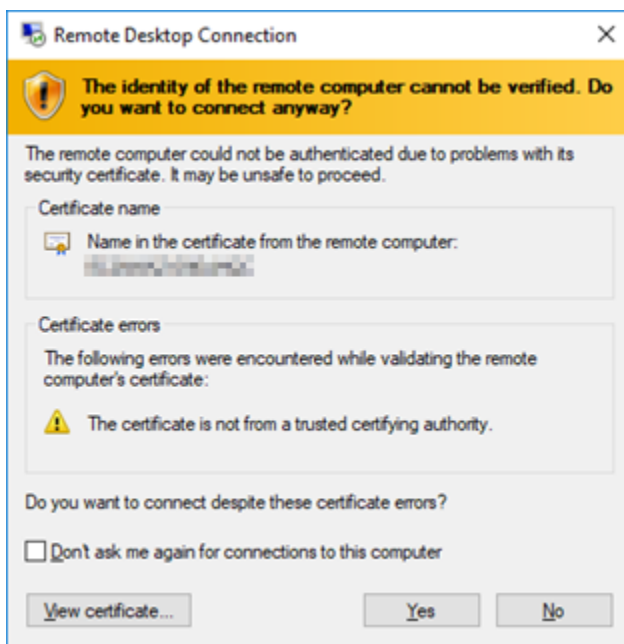 Remote Desktop Connection
The identity of the remote computer cannot be verified. Do
you want to connect anyway?
The remote computer could not be authenticated due to problems with its
security certificate. It may be unsafe to proceed.
Certificate name
Name in the certificate from the remote computer:
Certificate errors
The following errors were encountered while validating the remote
computer's certificate:
The certificate is not from a trusted certifying authority.
Do you want to connect despite these certificate errors?
Don't ask me again for connections to this computer
View certificate... Yes No